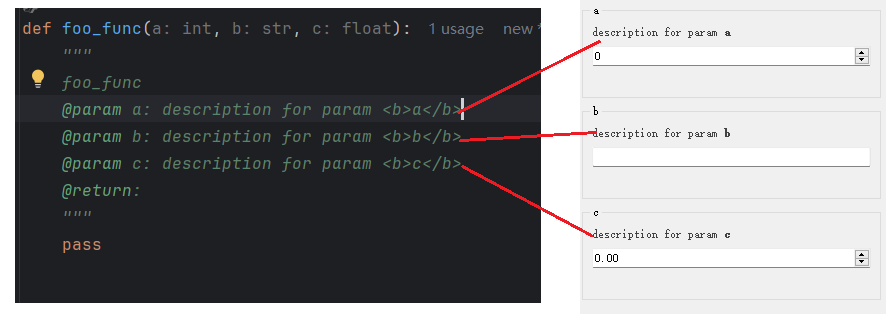 def foo_func(a: int, b: str, c: float): 1 usage new *
"""
foo_func
@param a: description for param <b>a</b>
@param b: description for param <b>b</b>
@param c: description for param <b>c</b>
@return:
"""
pass
a
description for param a
0
b
description for param b
c
description for param c
0.00